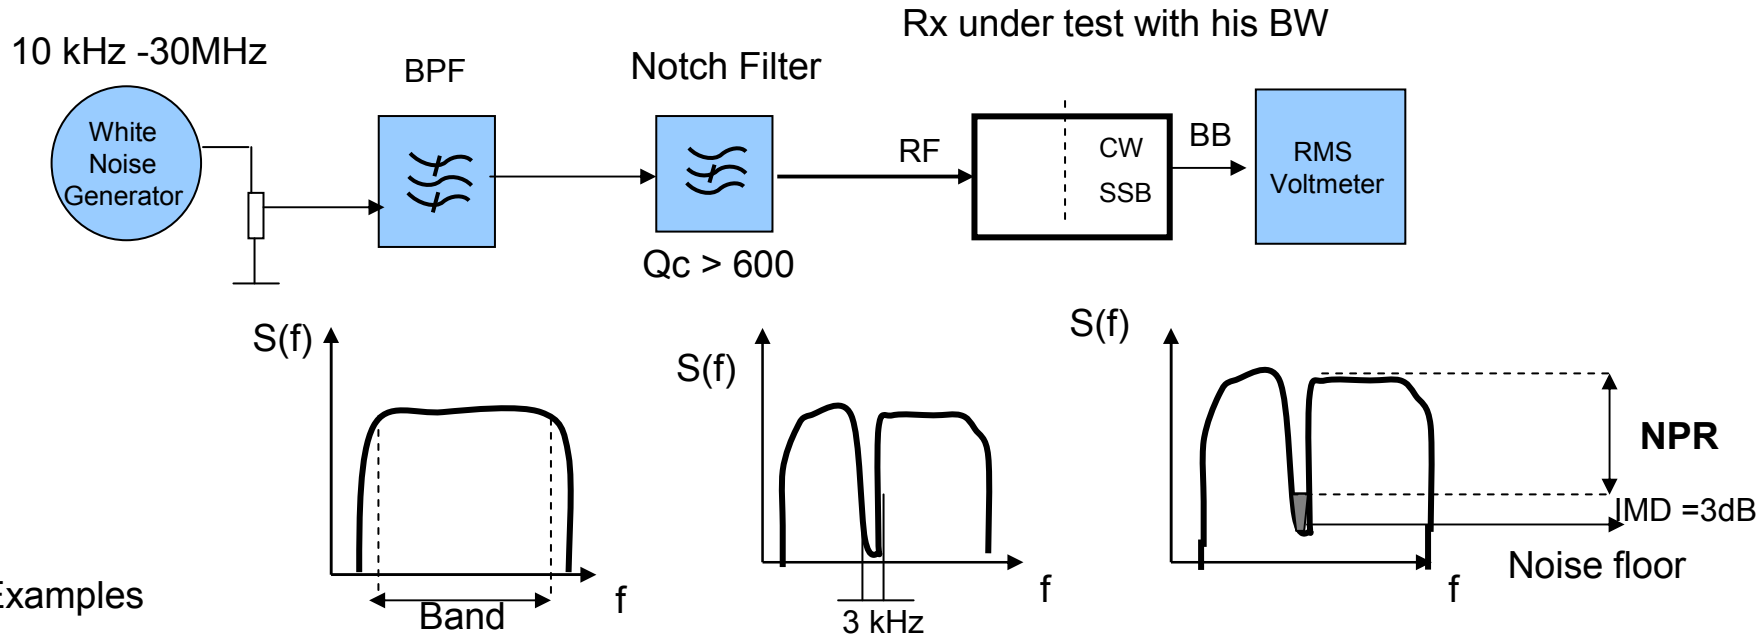 Rx under test with his BW
10 kHz -30MHz
BPF
Notch Filter
White
Noise
Generator
RF
CW
SSB
BB
RMS
Voltmeter
Qc > 600
S(f)
S(f)
S(f)
NPR
IMD =3dB
Noise floor
f
f
f
Examples
Band
3 kHz